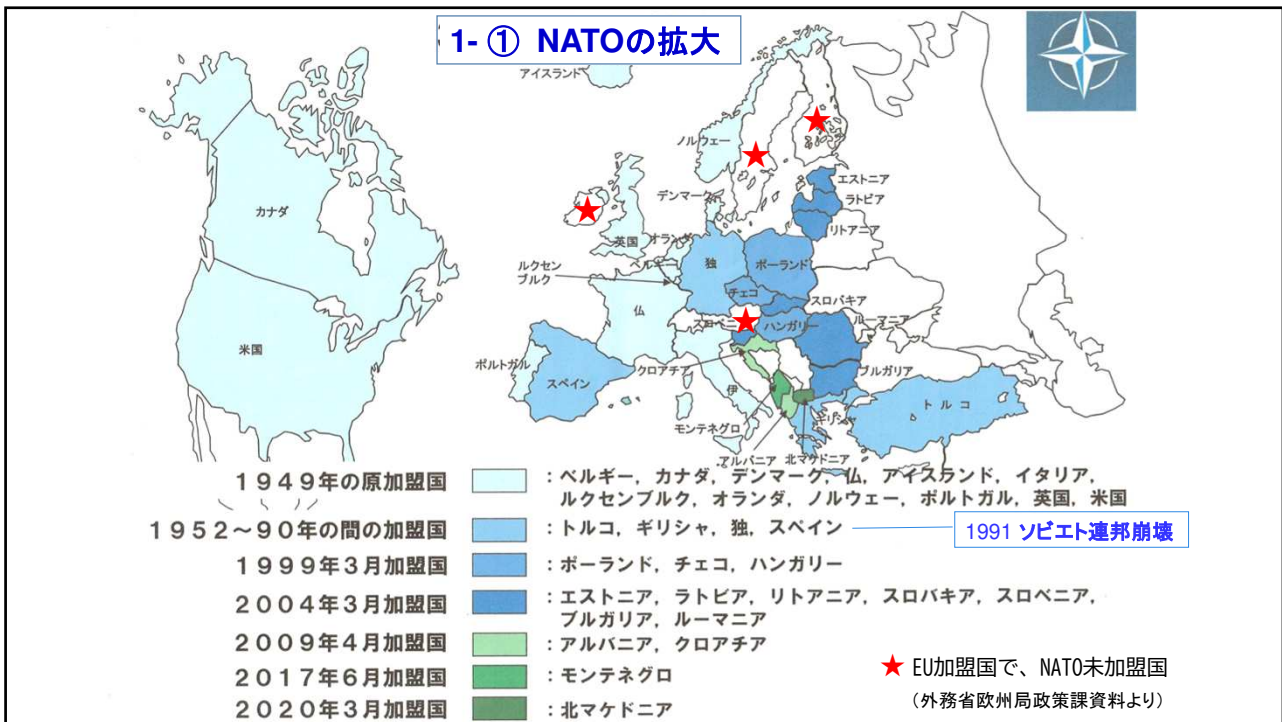 1-① NATOの拡大
アイスランド
ノルウェー
エストニア
ラトビア
デンマーク
リトアニア
カナダ
英国
オランダ
ベルギー
独
ポーランド
ルクセン
ブルク
チェコ
スロバキア
仏
スロベニ
ハンガリー
ルーマニア
米国
ポルトガル
スペイン
クロアチア
ブルガリア
伊
トルコ
モンテネグロ
ギリシャ
アルバニア
北マケドニア
1949年の原加盟国 :ベルギー, カナダ, デンマーク, 仏, アイスランド, イタリア,
ルクセンブルク, オランダ, ノルウェー, ポルトガル, 英国, 米国
1952～90年の間の加盟国 :トルコ, ギリシャ, 独, スペイン 1991 ソビエト連邦崩壊
1999年3月加盟国 :ポーランド, チェコ, ハンガリー
2004年3月加盟国 :エストニア, ラトビア, リトアニア, スロバキア, スロベニア,
ブルガリア, ルーマニア
2009年4月加盟国 :アルバニア, クロアチア
2017年6月加盟国 :モンテネグロ
2020年3月加盟国 :北マケドニア
★ EU加盟国で、NATO未加盟国
(外務省欧州局政策課資料より)